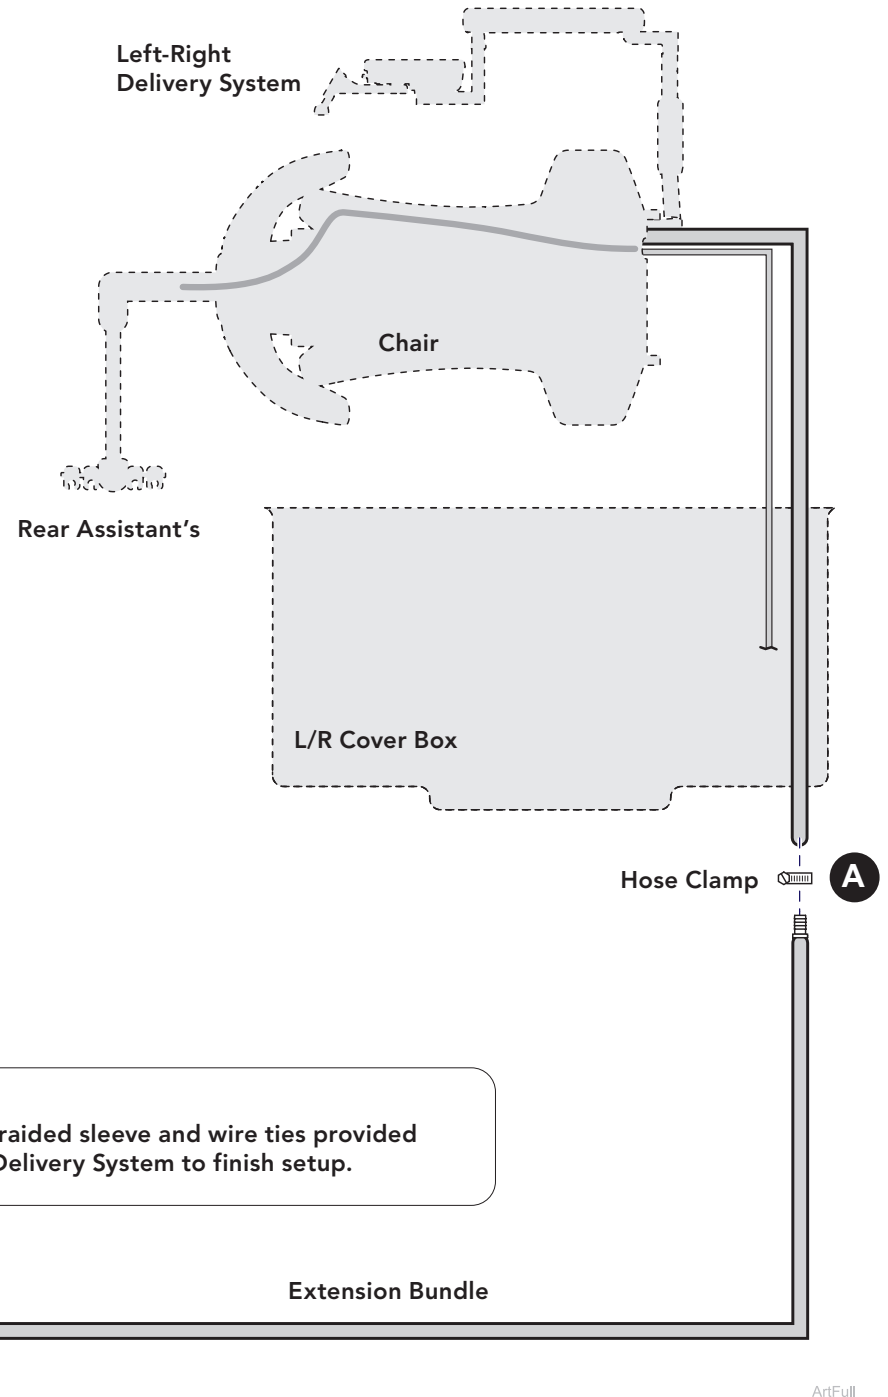 Left-Right
Delivery System
Chair
Rear Assistant's
L/R Cover Box
Hose Clamp
A
raided sleeve and wire ties provided
Delivery System to finish setup.
Extension Bundle
ArtFull